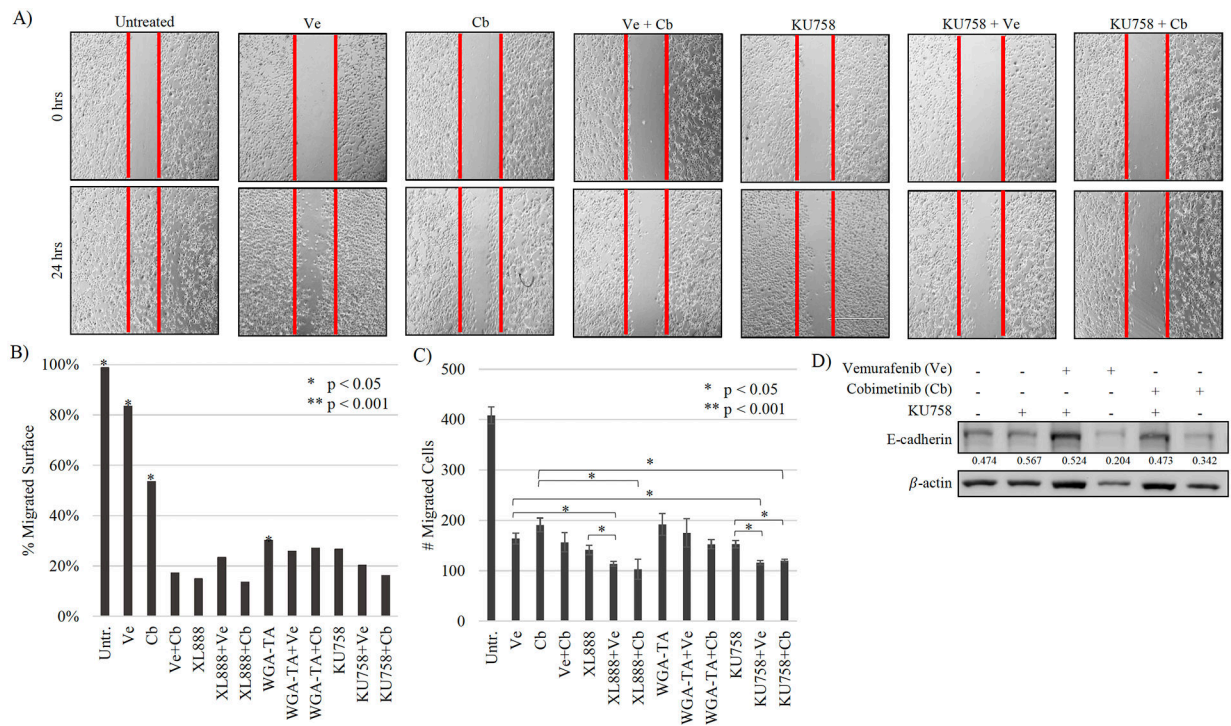 A)
Untreated Ve Cb Ve + Cb KU758 KU758 + Ve KU758 + Cb
0 hrs
24 hrs
B)
% Migrated Surface
100%
80%
60%
40%
20%
0%
* p < 0.05
** p < 0.001
* * * *
Untr. Ve Cb Ve+Cb XL888 XL888+Ve XL888+Cb WGA-TA WGA-TA+Ve WGA-TA+Cb KU758 KU758+Ve KU758+Cb
C)
# Migrated Cells
500
400
300
200
100
0
* p < 0.05
** p < 0.001
* * * * * * *
Untr. Ve Cb Ve+Cb XL888 XL888+Ve XL888+Cb WGA-TA WGA-TA+Ve WGA-TA+Cb KU758 KU758+Ve KU758+Cb
D)
Vemurafenib (Ve) - - + + - -
Cobimetinib (Cb) - - - - + +
KU758 - + + - + -
E-cadherin
0.474 0.567 0.524 0.204 0.473 0.342
β-actin